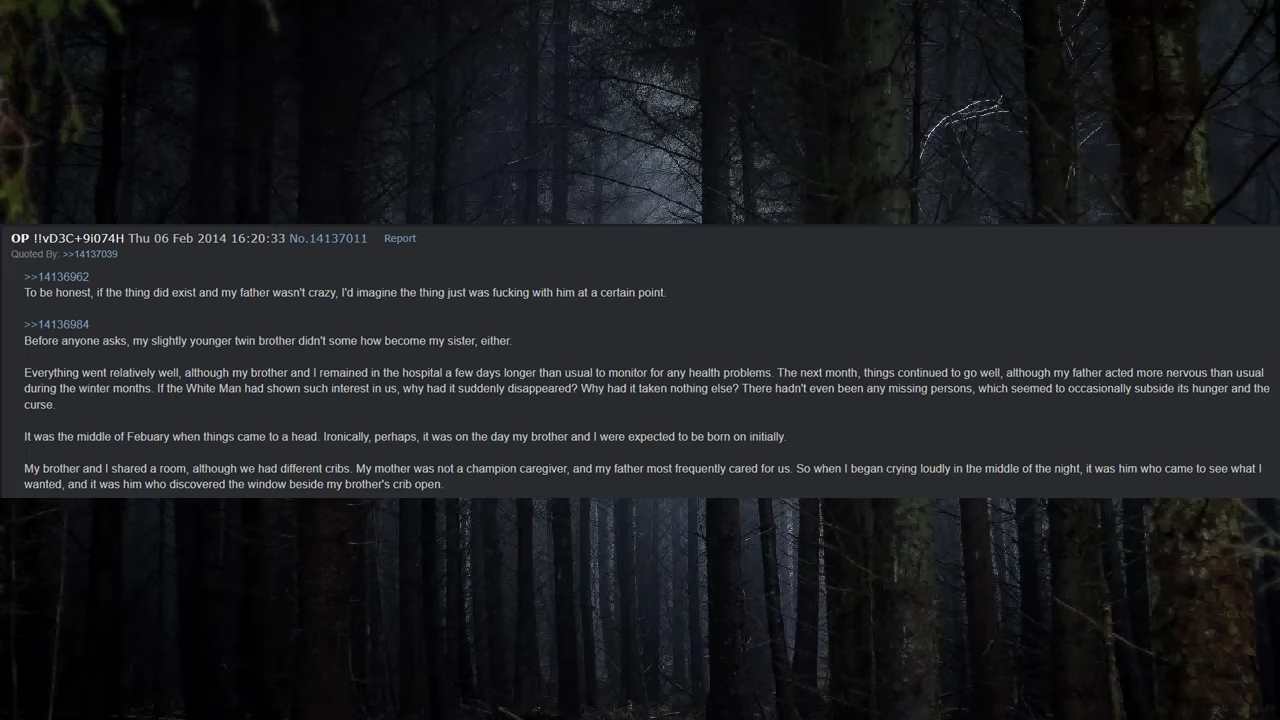 OP !!vD3C+9i074H Thu 06 Feb 2014 16:20:33 No.14137011 Report
Quoted By: >>14137039
>>14136962
To be honest, if the thing did exist and my father wasn't crazy, I'd imagine the thing just was fucking with him at a certain point.
>>14136984
Before anyone asks, my slightly younger twin brother didn't some how become my sister, either.
Everything went relatively well, although my brother and I remained in the hospital a few days longer than usual to monitor for any health problems. The next month, things continued to go well, although my father acted more nervous than usual
during the winter months. If the White Man had shown such interest in us, why had it suddenly disappeared? Why had it taken nothing else? There hadn't even been any missing persons, which seemed to occasionally subside its hunger and the
curse.
It was the middle of Febuary when things came to a head. Ironically, perhaps, it was on the day my brother and I were expected to be born on initially.
My brother and I shared a room, although we had different cribs. My mother was not a champion caregiver, and my father most frequently cared for us. So when I began crying loudly in the middle of the night, it was him who came to see what I
wanted, and it was him who discovered the window beside my brother's crib open.